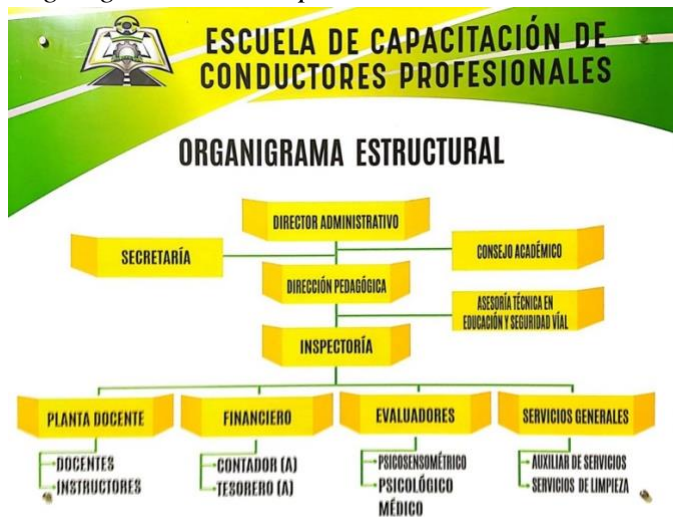 ESCUELA DE CAPACITACIÓN DE
CONDUCTORES PROFESIONALES
ORGANIGRAMA ESTRUCTURAL
DIRECTOR ADMINISTRATIVO
SECRETARÍA
CONSEJO ACADÉMICO
DIRECCIÓN PEDAGÓGICA
ASESORÍA TÉCNICA EN
EDUCACIÓN Y SEGURIDAD VÍAL
INSPECTORÍA
PLANTA DOCENTE
FINANCIERO
EVALUADORES
SERVICIOS GENERALES
DOCENTES
INSTRUCTORES
CONTADOR (A)
TESORERO (A)
PSICOSENSOMÉTRICO
PSICOLÓGICO
MÉDICO
AUXILIAR DE SERVICIOS
SERVICIOS DE LIMPIEZA